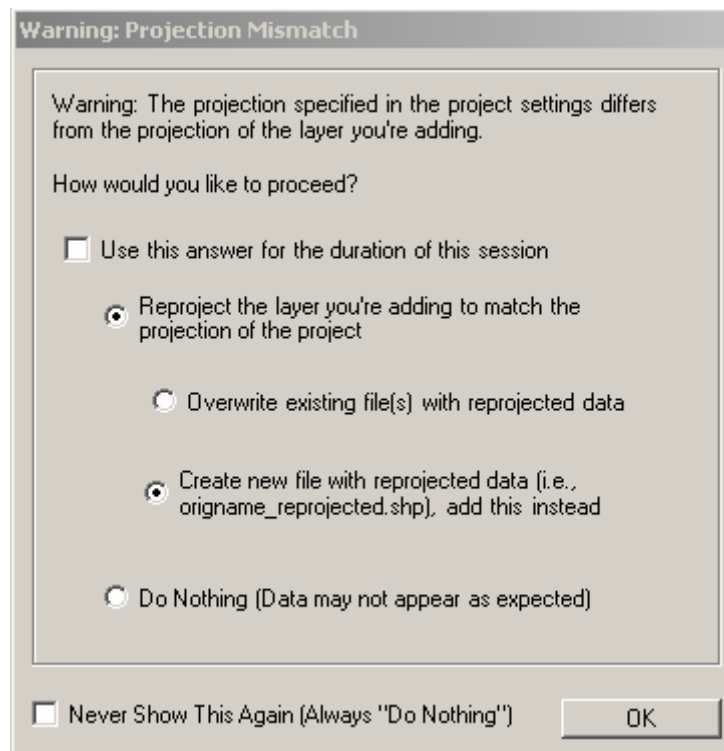 Warning: Projection Mismatch
Warning: The projection specified in the project settings differs
from the projection of the layer you're adding.
How would you like to proceed?
Use this answer for the duration of this session
Reproject the layer you're adding to match the
projection of the project
Overwrite existing file(s) with reprojected data
Create new file with reprojected data (i.e.,
origname_reprojected.shp), add this instead
Do Nothing (Data may not appear as expected)
Never Show This Again (Always "Do Nothing")
OK